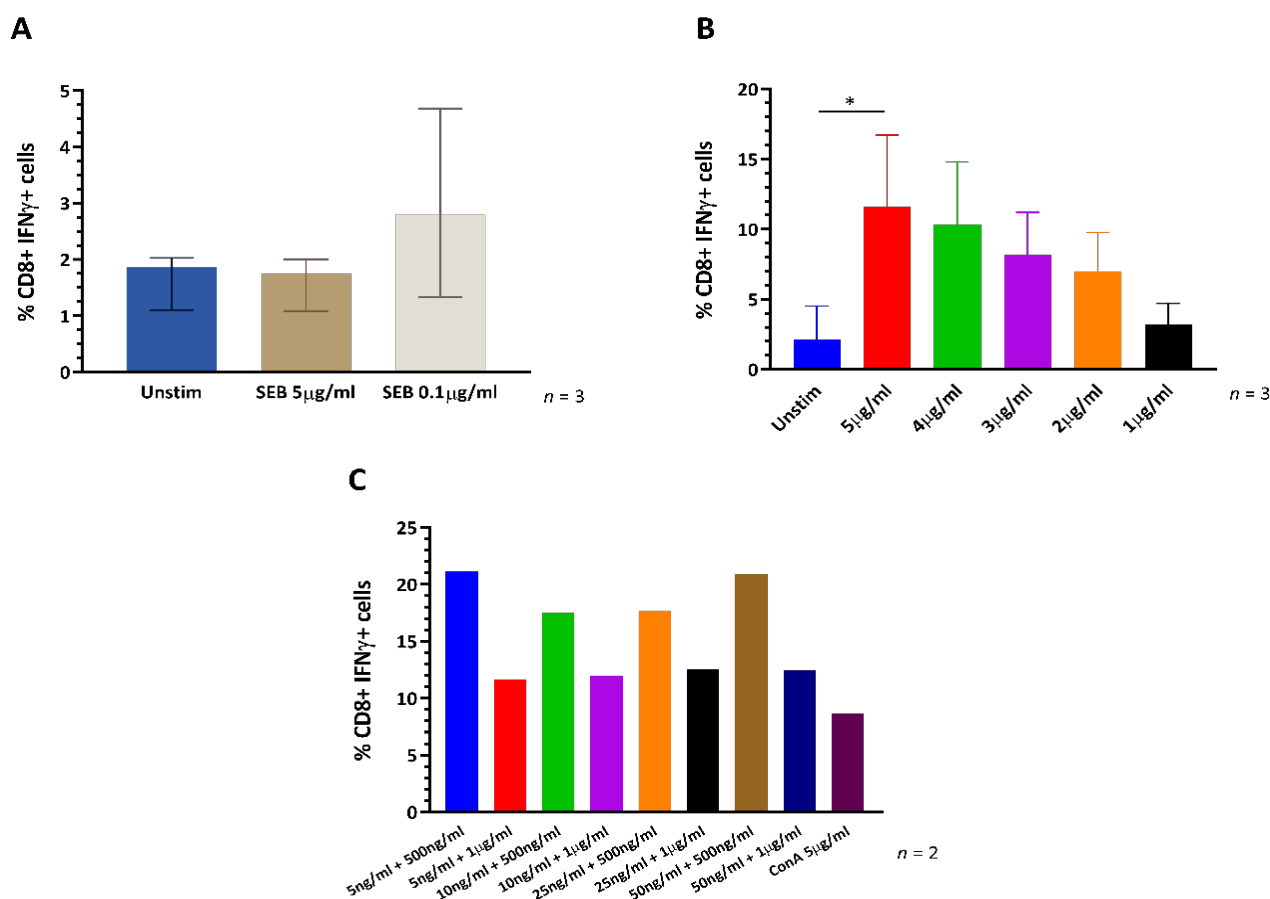 A
% CD8+ IFNγ+ cells
5
4
3
2
1
0
Unstim
SEB 5μg/ml
SEB 0.1μg/ml
n = 3
B
% CD8+ IFNγ+ cells
20
15
10
5
0
*
Unstim
5μg/ml
4μg/ml
3μg/ml
2μg/ml
1μg/ml
n = 3
C
% CD8+ IFNγ+ cells
25
20
15
10
5
0
5ng/ml + 500ng/ml
5ng/ml + 1μg/ml
10ng/ml + 500ng/ml
10ng/ml + 1μg/ml
25ng/ml + 500ng/ml
25ng/ml + 1μg/ml
50ng/ml + 500ng/ml
50ng/ml + 1μg/ml
ConA 5μg/ml
n = 2